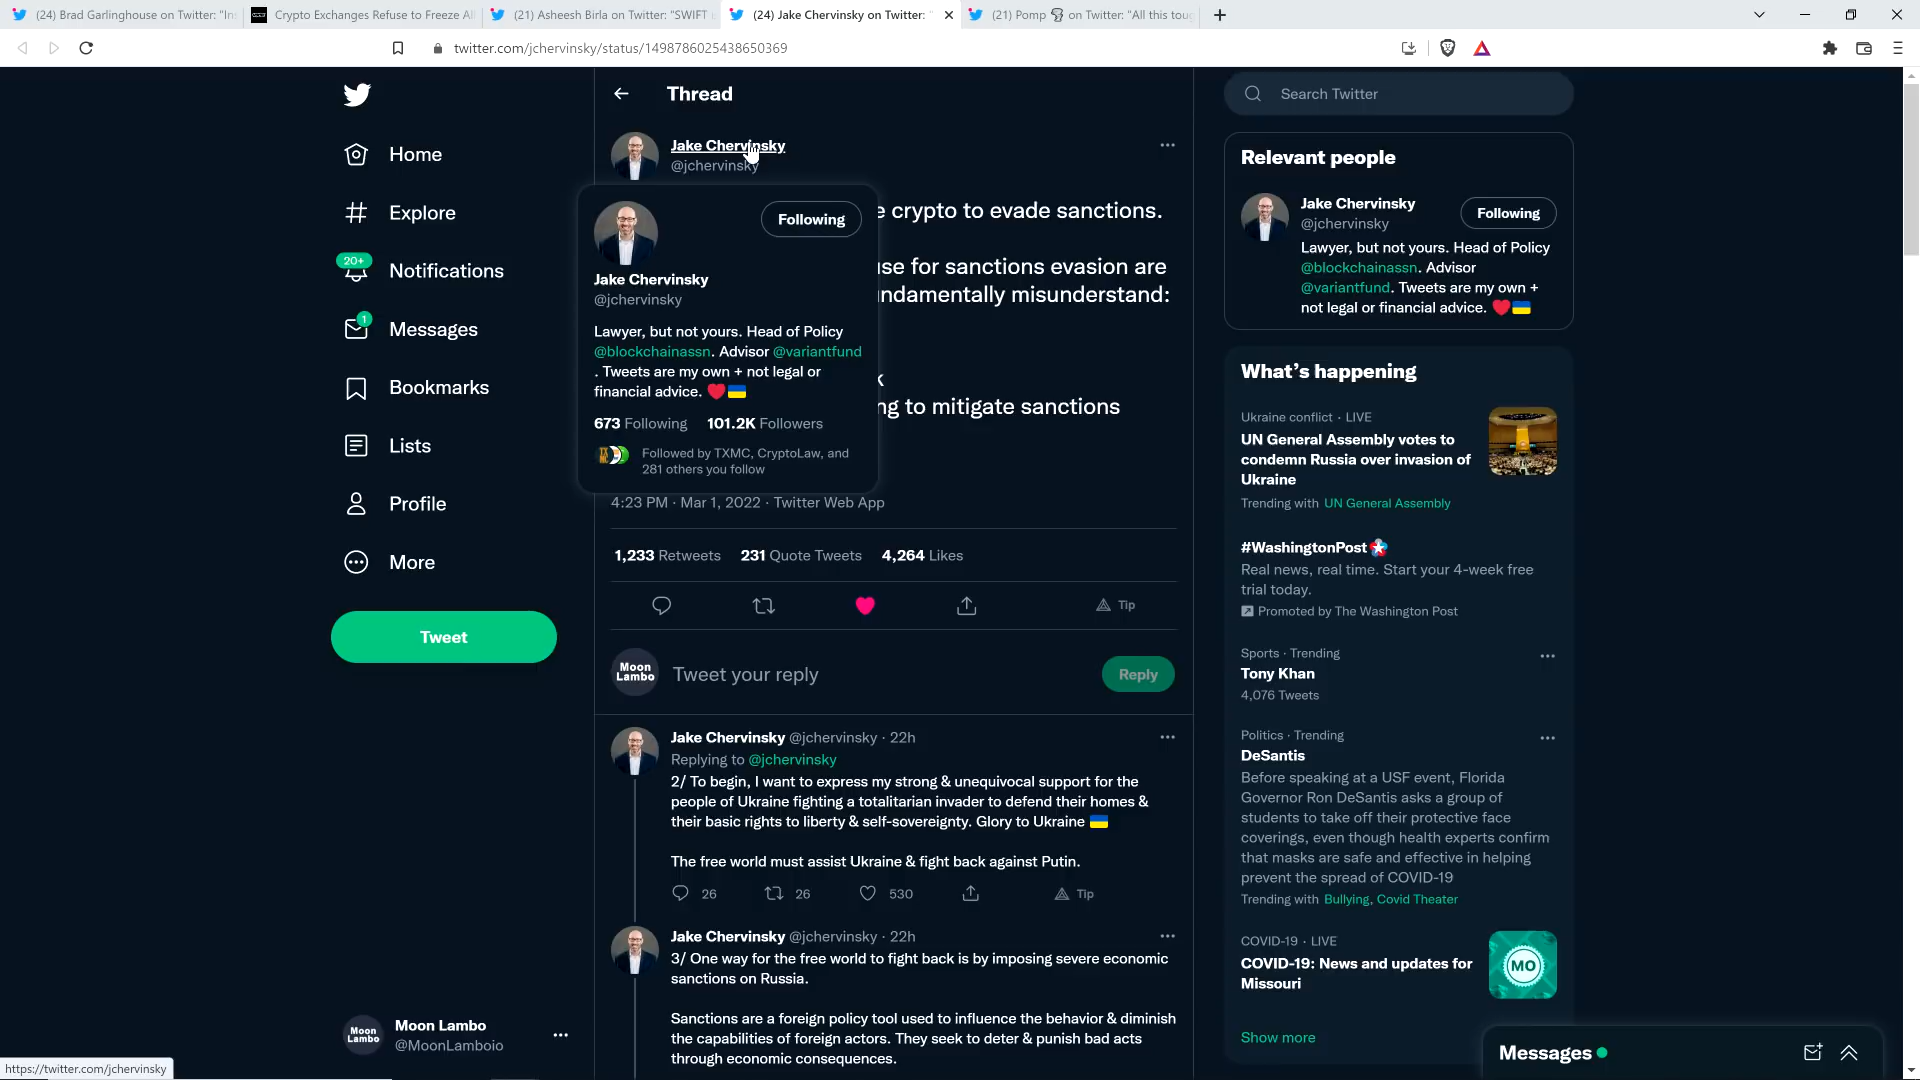 (24) Brad Garlinghouse on Twitter: "In
Crypto Exchanges Refuse to Freeze Al
(21) Asheesh Birla on Twitter: "SWIFT
(24) Jake Chervinsky on Twitter: "
(21) Pomp 🌪 on Twitter: "All this toug
twitter.com/jchervinsky/status/1498786025438650369
Home
Explore
20+
Notifications
1
Messages
Bookmarks
Lists
Profile
More
Tweet
Moon Lambo
Moon Lambo
@MoonLamboio
https://twitter.com/jchervinsky
Thread
Jake Chervinsky
@jchervinsky
e crypto to evade sanctions.
use for sanctions evasion are
undamentally misunderstand:
k
ng to mitigate sanctions
Following
Jake Chervinsky
@jchervinsky
Lawyer, but not yours. Head of Policy
@blockchainassn. Advisor @variantfund
. Tweets are my own + not legal or
financial advice. ❤️🇺🇦
673 Following 101.2K Followers
Followed by TXMC, CryptoLaw, and
281 others you follow
4:23 PM · Mar 1, 2022 · Twitter Web App
1,233 Retweets 231 Quote Tweets 4,264 Likes
Tip
Moon Lambo
Tweet your reply
Reply
Jake Chervinsky @jchervinsky · 22h
Replying to @jchervinsky
2/ To begin, I want to express my strong & unequivocal support for the
people of Ukraine fighting a totalitarian invader to defend their homes &
their basic rights to liberty & self-sovereignty. Glory to Ukraine 🇺🇦
The free world must assist Ukraine & fight back against Putin.
26 26 530 Tip
Jake Chervinsky @jchervinsky · 22h
3/ One way for the free world to fight back is by imposing severe economic
sanctions on Russia.
Sanctions are a foreign policy tool used to influence the behavior & diminish
the capabilities of foreign actors. They seek to deter & punish bad acts
through economic consequences.
Search Twitter
Relevant people
Jake Chervinsky
@jchervinsky
Following
Lawyer, but not yours. Head of Policy
@blockchainassn. Advisor
@variantfund. Tweets are my own +
not legal or financial advice. ❤️🇺🇦
What's happening
Ukraine conflict · LIVE
UN General Assembly votes to
condemn Russia over invasion of
Ukraine
Trending with UN General Assembly
#WashingtonPost
Real news, real time. Start your 4-week free
trial today.
Promoted by The Washington Post
Sports · Trending
Tony Khan
4,076 Tweets
Politics · Trending
DeSantis
Before speaking at a USF event, Florida
Governor Ron DeSantis asks a group of
students to take off their protective face
coverings, even though health experts confirm
that masks are safe and effective in helping
prevent the spread of COVID-19
Trending with Bullying, Covid Theater
COVID-19 · LIVE
COVID-19: News and updates for
Missouri
MO
Show more
Messages